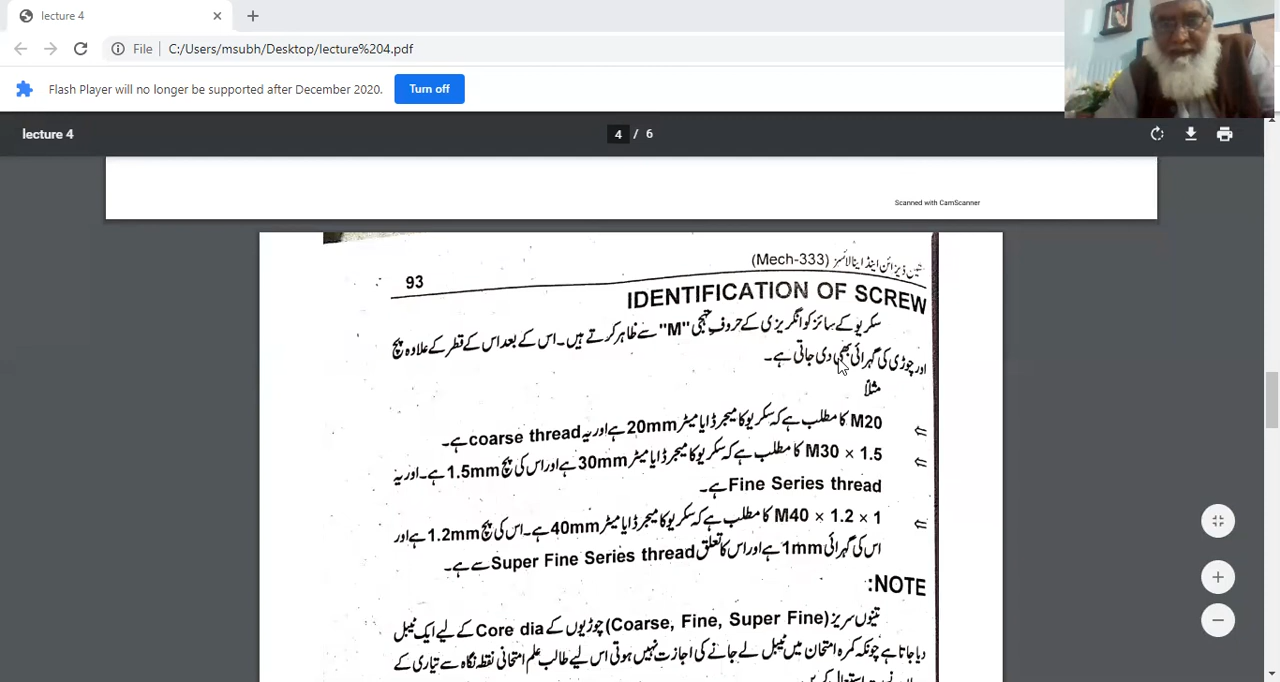 lecture 4
File C:/Users/msubh/Desktop/lecture%204.pdf
Flash Player will no longer be supported after December 2020. Turn off
lecture 4
4 / 6
Scanned with CamScanner
مشین ڈیزائن اینڈ اینالائسز (Mech-333)
93
IDENTIFICATION OF SCREW
سکریو کے سائز کو انگریزی کے حروف تہجی "M" سے ظاہر کرتے ہیں۔ اس کے بعد اس کے قطر کے علاوہ پچ
اور چوڑی کی گہرائی بھی دی جاتی ہے۔
مثلاً
⇐ M20 کا مطلب ہے کہ سکریو کا میجر ڈایا میٹر 20mm ہے اور یہ coarse thread ہے۔
⇐ M30 × 1.5 کا مطلب ہے کہ سکریو کا میجر ڈایا میٹر 30mm ہے اور اس کی پچ 1.5mm ہے۔ اور یہ
Fine Series thread ہے۔
⇐ M40 × 1.2 × 1 کا مطلب ہے کہ سکریو کا میجر ڈایا میٹر 40mm ہے۔ اس کی پچ 1.2mm ہے اور
اس کی گہرائی 1mm ہے اور اس کا تعلق Super Fine Series thread سے ہے۔
NOTE:
تینوں سریز (Coarse, Fine, Super Fine) چوڑیوں کے Core dia کے لیے ایک ٹیبل
دیا جاتا ہے چونکہ کمرہ امتحان میں ٹیبل لے جانے کی اجازت نہیں ہوتی اس لیے طالب علم امتحانی نقطہ نگاہ سے تیاری کے